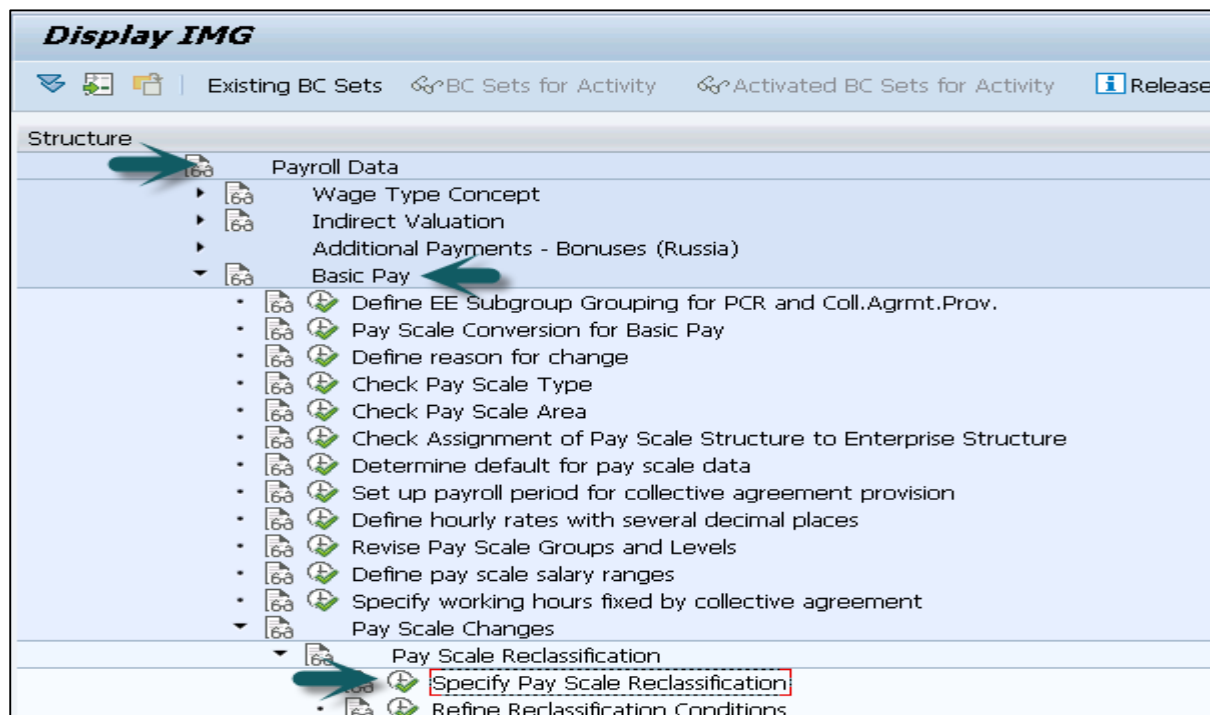 Display IMG
Existing BC Sets BC Sets for Activity Activated BC Sets for Activity Release
Structure
Payroll Data
Wage Type Concept
Indirect Valuation
Additional Payments - Bonuses (Russia)
Basic Pay
Define EE Subgroup Grouping for PCR and Coll.Agrmt.Prov.
Pay Scale Conversion for Basic Pay
Define reason for change
Check Pay Scale Type
Check Pay Scale Area
Check Assignment of Pay Scale Structure to Enterprise Structure
Determine default for pay scale data
Set up payroll period for collective agreement provision
Define hourly rates with several decimal places
Revise Pay Scale Groups and Levels
Define pay scale salary ranges
Specify working hours fixed by collective agreement
Pay Scale Changes
Pay Scale Reclassification
Specify Pay Scale Reclassification
Refine Reclassification Conditions